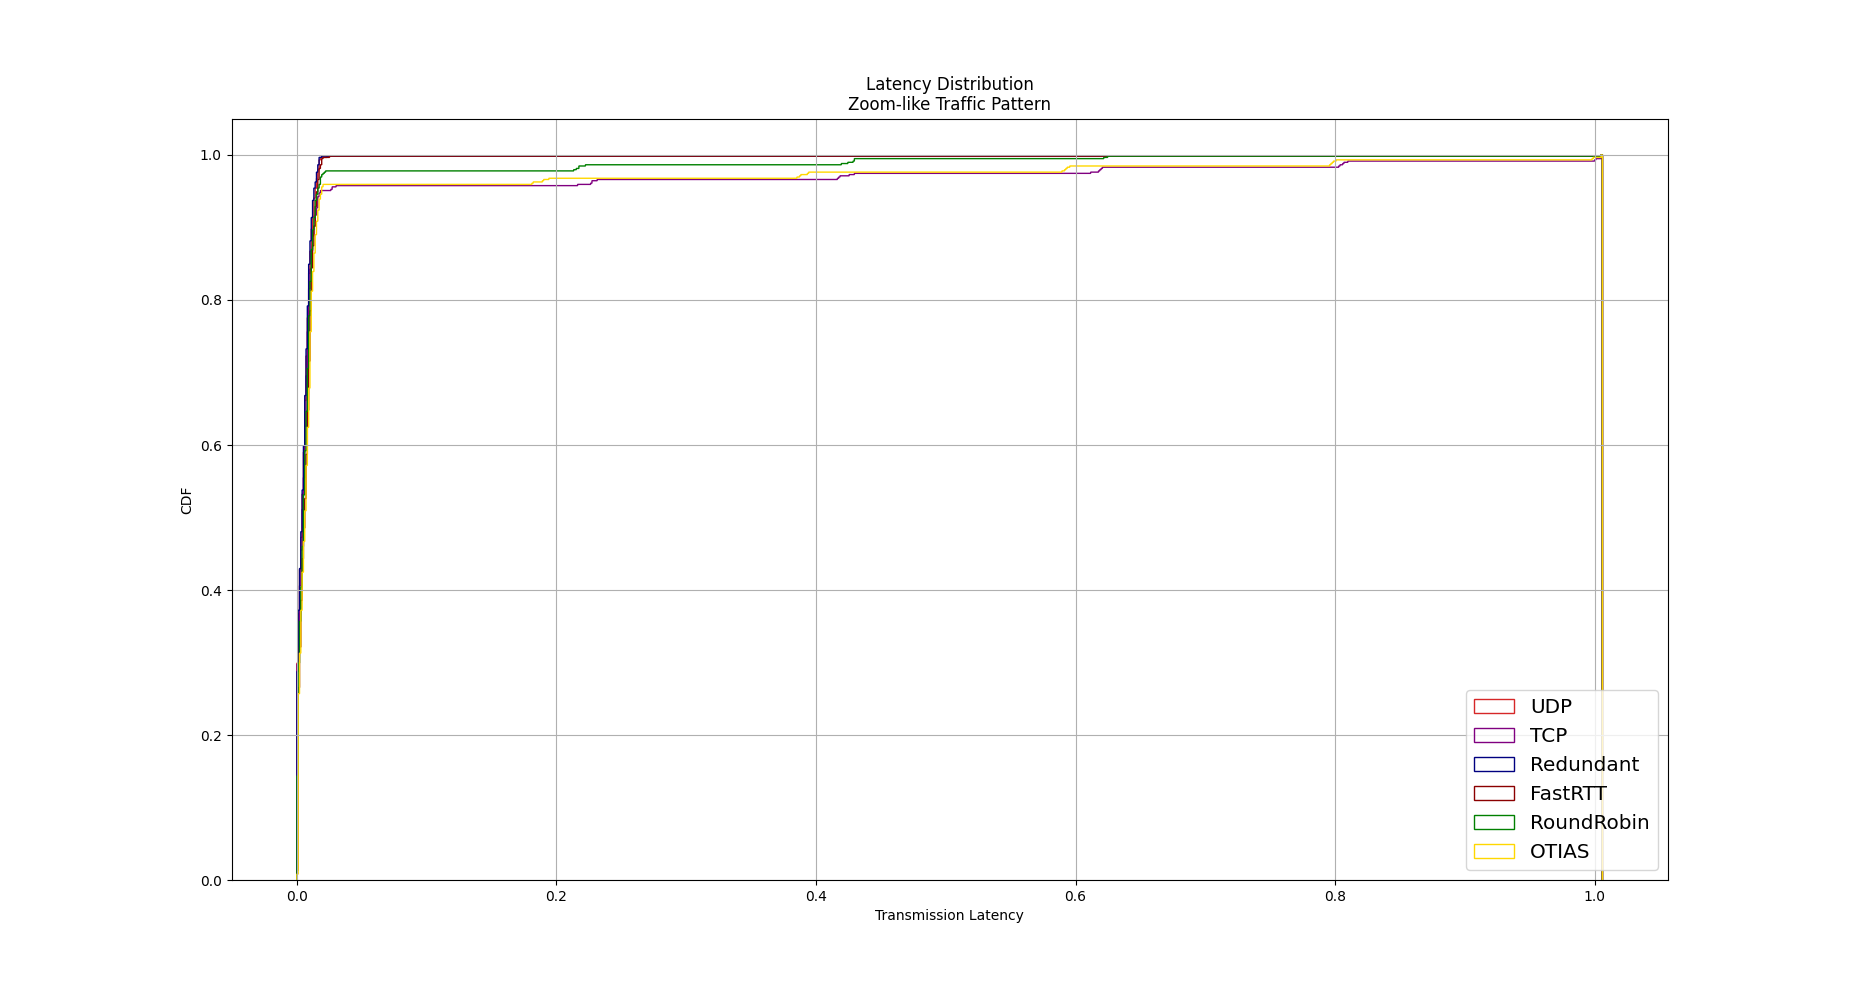 Latency Distribution
Zoom-like Traffic Pattern
1.0
0.8
0.6
0.4
0.2
0.0
CDF
0.0 0.2 0.4 0.6 0.8 1.0
Transmission Latency
UDP
TCP
Redundant
FastRTT
RoundRobin
OTIAS